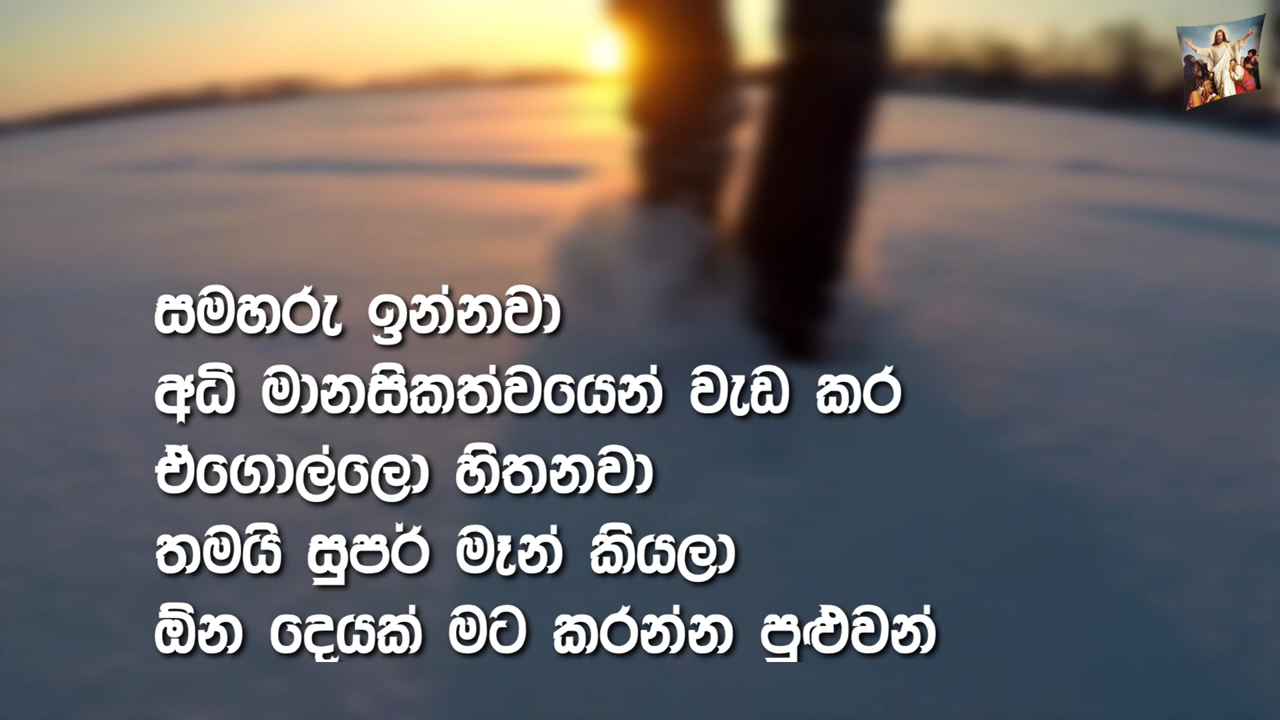 සමහරු ඉන්නවා
අධි මානසිකත්වයෙන් වැඩ කර
ඒගොල්ලො හිතනවා
තමයි සුපර් මෑන් කියලා
ඕන දෙයක් මට කරන්න පුළුවන්